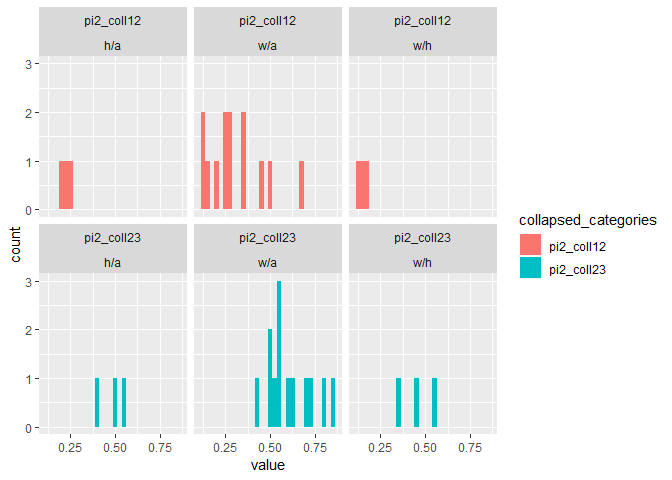 pi2_coll12 pi2_coll12 pi2_coll12
h/a w/a w/h
3
2
1
0
pi2_coll23 pi2_coll23 pi2_coll23
h/a w/a w/h
3
2
1
0
count
0.25 0.50 0.75 0.25 0.50 0.75 0.25 0.50 0.75
value
collapsed_categories
pi2_coll12
pi2_coll23